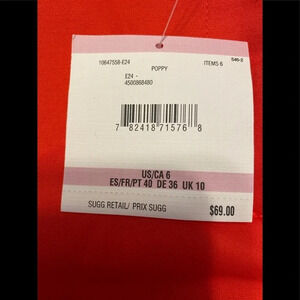 10647558-E24 ITEMS 6 S46-2
POPPY
E24 -
4500868480
7 82418 71576 8
US/CA 6
ES/FR/PT 40 DE 36 UK 10
SUGG RETAIL/ PRIX SUGG $69.00